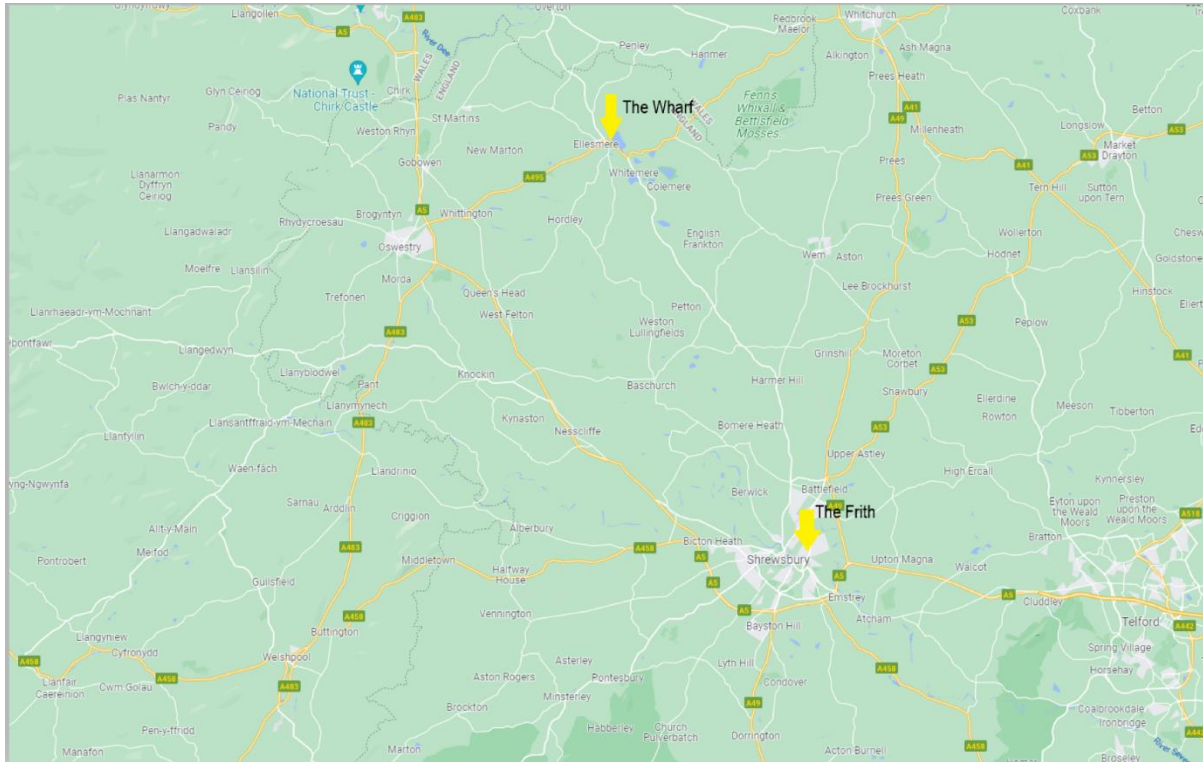 Glyndyfrdwy
Llangollen
A483
Overton
Redbrook
Maelor
Whitchurch
Coxbank
A5
River Dee
Penley
Hanmer
Alkington
Ash Magna
WALES
ENGLAND
National Trust -
Chirk Castle
Glyn Ceiriog
Chirk
Plas Nantyr
The Wharf
Fenn's
Whixall &
Bettisfield
Mosses
WALES
ENGLAND
Prees Heath
A41
A49
Betton
Pandy
Weston Rhyn
St Martins
Ellesmere
Millenheath
Longslow
A53
Market
Drayton
A53
Gobowen
New Marton
Whitemere
Colemere
Prees
A41
Llanarmon
Dyffryn
Ceiriog
A495
Tern Hill
Sutton
upon Tern
Rhydycroesau
Brogyntyn
A5
Whittington
Hordley
Prees Green
Llangadwaladr
Oswestry
English
Frankton
Wem
Aston
Wollerton
Hodnet
Goldstone
Moelfre
Llansilin
Morda
Trefonen
Queen's Head
West Felton
Petton
Lee Brockhurst
Hinstock
Llanrhaeadr-ym-Mochnant
A483
Weston
Lullingfields
A53
Peplow
Llangedwyn
Grinshill
Moreton
Corbet
A41
Bwlch-y-ddar
Llanyblodwel
Pant
Knockin
Baschurch
Harmer Hill
A53
Shawbury
Ellerdine
Rowton
Meeson
Tibberton
Llanymynech
A483
Llansantffraid-ym-Mechain
Kynaston
Nesscliffe
Bomere Heath
A53
Llanfyllin
Upper Astley
Waen-fach
Llandrinio
High Ercall
Kynnersley
Berwick
Battlefield
A49
Sarnau
Arddlin
Criggion
The Frith
Eyton upon
the Weald
Moors
Preston
upon the
Weald Moors
A518
Allt-y-Main
Alberbury
Bratton
Pontrobert
Meifod
A483
Middletown
Halfway
House
A458
Bicton Heath
A5
Shrewsbury
Upton Magna
Walcot
Guilsfield
A5
Emstrey
A5
Cluddley
Vennington
A5
Atcham
Telford
A442
Llangyniew
Cyfronydd
Buttington
A458
Bayston Hill
Spring Village
Horsehay
A458
Llanfair
Caereinion
Cwm Golau
A458
Welshpool
A483
Aston Rogers
Asterley
Minsterley
Pontesbury
Lyth Hill
Condover
A458
Coalbrookdale
Ironbridge
Pen-y-ffridd
Brockton
Habberley
Church
Pulverbatch
A49
Dorrington
Manafon
Marton
Acton Burnell
A458
Broseley